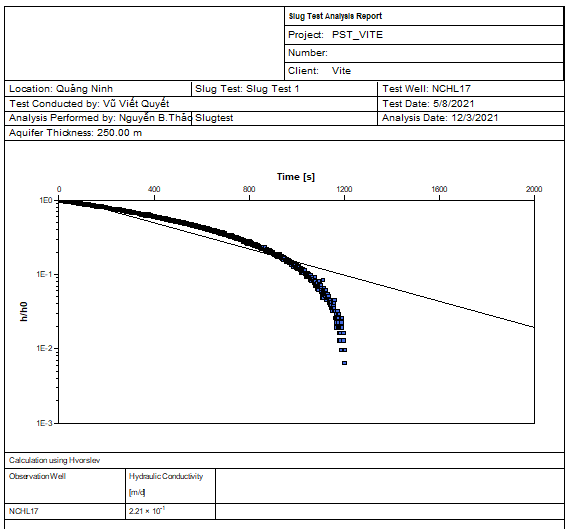 Slug Test Analysis Report
Project: PST_VITE
Number:
Client: Vite
Location: Quảng Ninh Slug Test: Slug Test 1 Test Well: NCHL17
Test Conducted by: Vũ Viết Quyết Test Date: 5/8/2021
Analysis Performed by: Nguyễn B.Thảo Slugtest Analysis Date: 12/3/2021
Aquifer Thickness: 250.00 m
Time [s]
0 400 800 1200 1600 2000
1E0
1E-1
h/h0
1E-2
1E-3
Calculation using Hvorslev
Observation Well Hydraulic Conductivity
[m/d]
NCHL17 2.21 × 10⁻¹